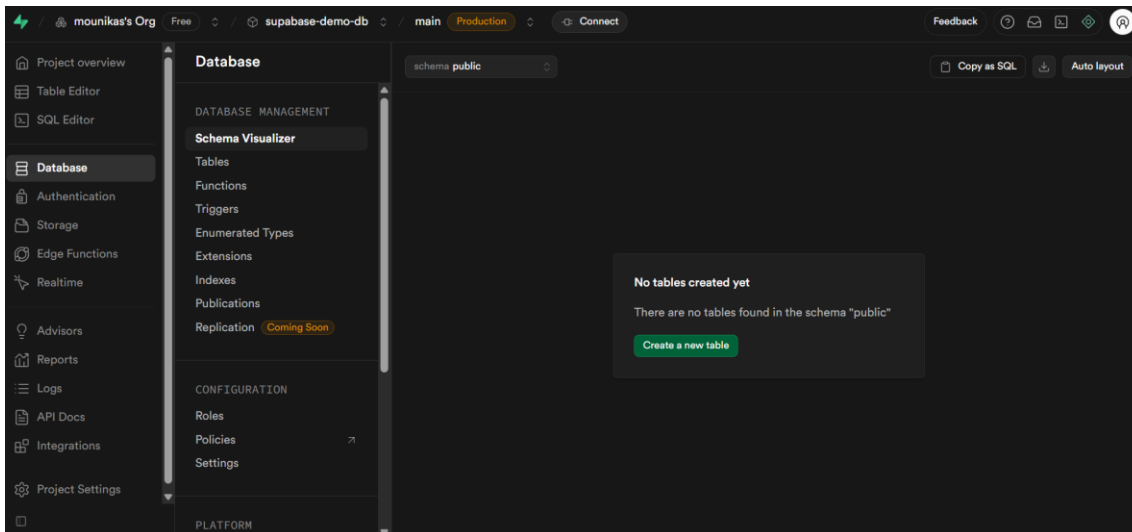 mounikas's Org Free / supabase-demo-db / main Production Connect Feedback
Project overview
Table Editor
SQL Editor
Database
Authentication
Storage
Edge Functions
Realtime
Advisors
Reports
Logs
API Docs
Integrations
Project Settings
Database
DATABASE MANAGEMENT
Schema Visualizer
Tables
Functions
Triggers
Enumerated Types
Extensions
Indexes
Publications
Replication Coming Soon
CONFIGURATION
Roles
Policies
Settings
PLATFORM
schema public
Copy as SQL
Auto layout
No tables created yet
There are no tables found in the schema "public"
Create a new table